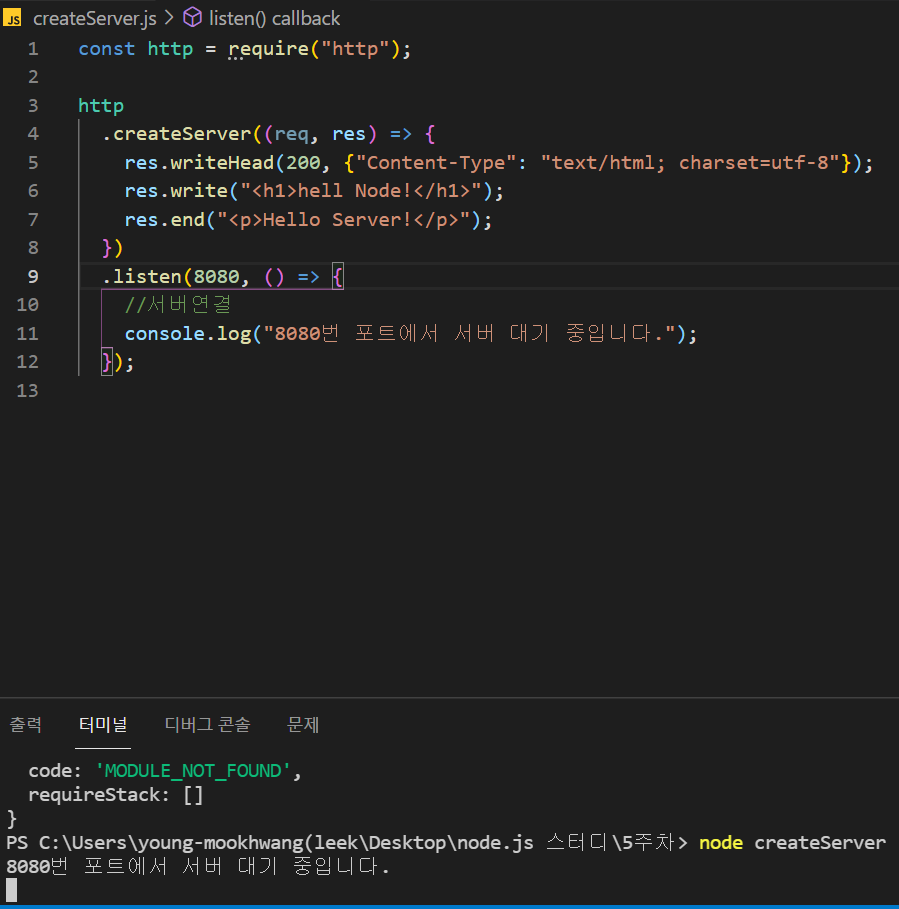 JS createServer.js > listen() callback
1 const http = require("http");
2
3 http
4 .createServer((req, res) => {
5 res.writeHead(200, {"Content-Type": "text/html; charset=utf-8"});
6 res.write("<h1>hell Node!</h1>");
7 res.end("<p>Hello Server!</p>");
8 })
9 .listen(8080, () => {
10 //서버연결
11 console.log("8080번 포트에서 서버 대기 중입니다.");
12 });
13
출력 터미널 디버그 콘솔 문제
code: 'MODULE_NOT_FOUND',
requireStack: []
}
PS C:\Users\young-mookhwang(leek\Desktop\node.js 스터디\5주차> node createServer
8080번 포트에서 서버 대기 중입니다.